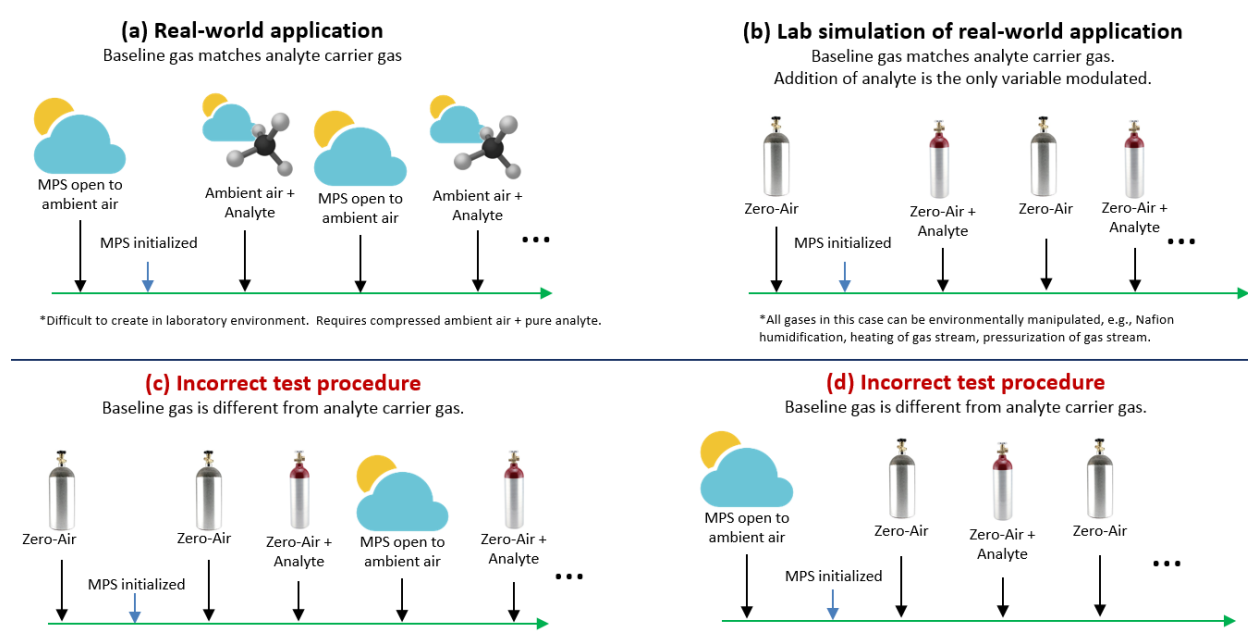 (a) Real-world application
Baseline gas matches analyte carrier gas
MPS open to
ambient air
Ambient air +
Analyte
MPS open to
ambient air
Ambient air +
Analyte
MPS initialized
...
*Difficult to create in laboratory environment.  Requires compressed ambient air + pure analyte.
(b) Lab simulation of real-world application
Baseline gas matches analyte carrier gas.
Addition of analyte is the only variable modulated.
Zero-Air
Zero-Air +
Analyte
Zero-Air
Zero-Air +
Analyte
MPS initialized
...
*All gases in this case can be environmentally manipulated, e.g., Nafion
humidification, heating of gas stream, pressurization of gas stream.
(c) Incorrect test procedure
Baseline gas is different from analyte carrier gas.
Zero-Air
Zero-Air
Zero-Air +
Analyte
MPS open to
ambient air
Zero-Air +
Analyte
MPS initialized
...
(d) Incorrect test procedure
Baseline gas is different from analyte carrier gas.
MPS open to
ambient air
Zero-Air
Zero-Air +
Analyte
Zero-Air
MPS initialized
...